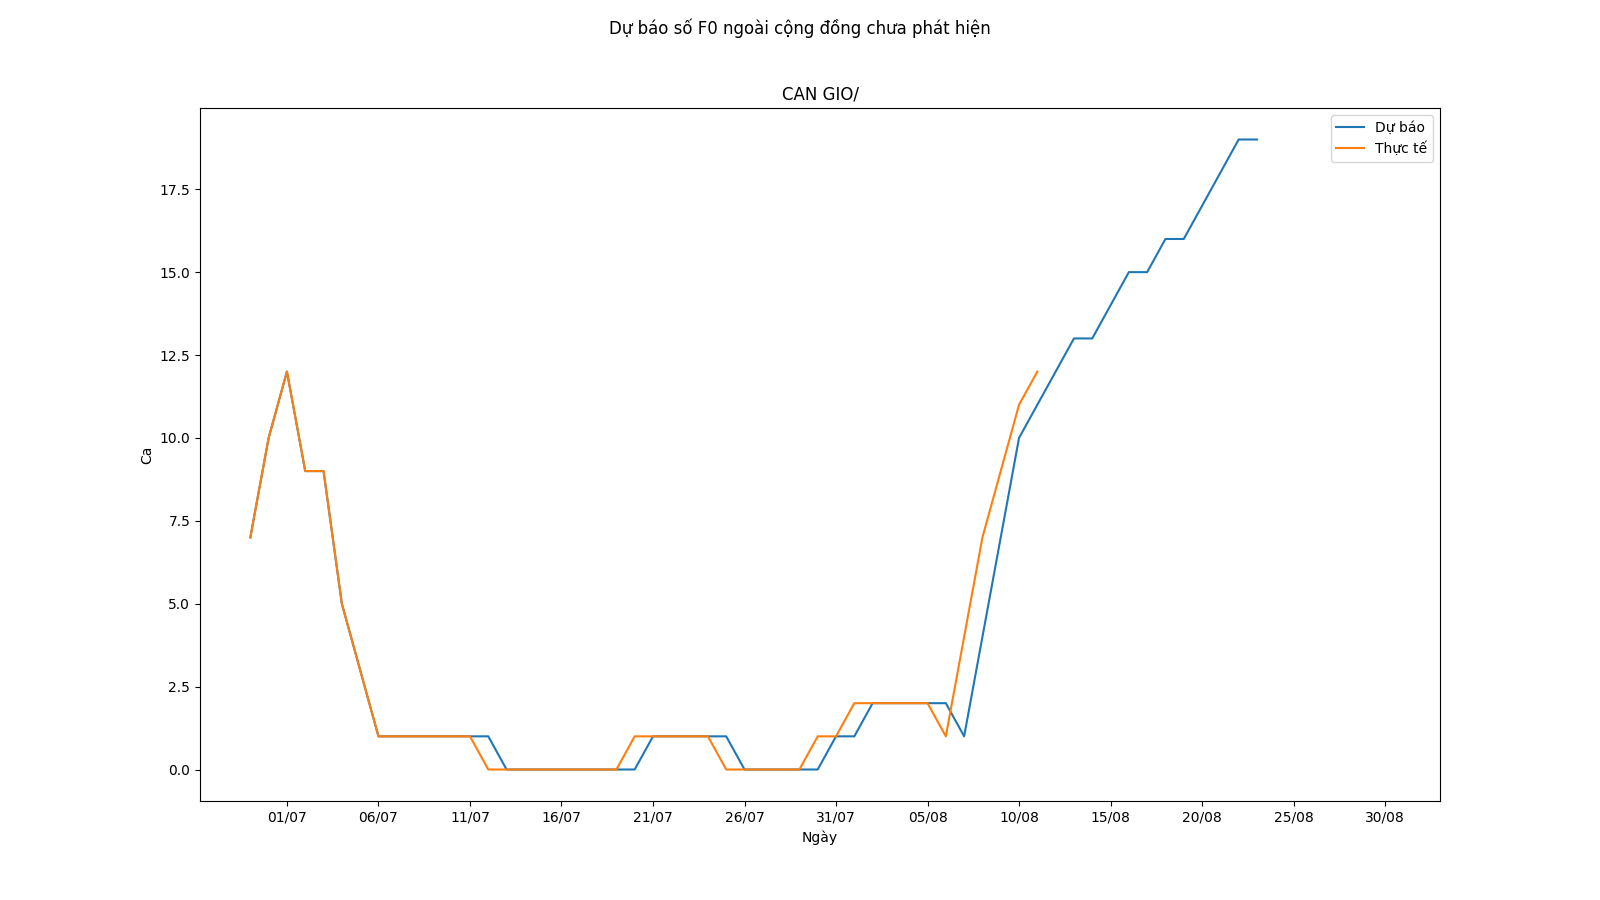 Dự báo số F0 ngoài cộng đồng chưa phát hiện
CAN GIO/
Dự báo
Thực tế
17.5
15.0
12.5
10.0
7.5
5.0
2.5
0.0
Ca
01/07 06/07 11/07 16/07 21/07 26/07 31/07 05/08 10/08 15/08 20/08 25/08 30/08
Ngày